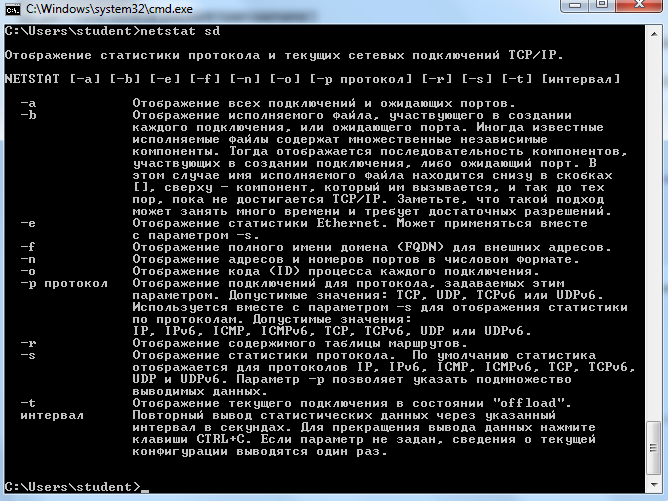 C:\Windows\system32\cmd.exe
C:\Users\student>netstat sd
Отображение статистики протокола и текущих сетевых подключений TCP/IP.
NETSTAT [-a] [-b] [-e] [-f] [-n] [-o] [-p протокол] [-r] [-s] [-t] [интервал]
-a Отображение всех подключений и ожидающих портов.
-b Отображение исполняемого файла, участвующего в создании
каждого подключения, или ожидающего порта. Иногда известные
исполняемые файлы содержат множественные независимые
компоненты. Тогда отображается последовательность компонентов,
участвующих в создании подключения, либо ожидающий порт. В
этом случае имя исполняемого файла находится снизу в скобках
[], сверху - компонент, который им вызывается, и так до тех
пор, пока не достигается TCP/IP. Заметьте, что такой подход
может занять много времени и требует достаточных разрешений.
-e Отображение статистики Ethernet. Может применяться вместе
с параметром -s.
-f Отображение полного имени домена (FQDN) для внешних адресов.
-n Отображение адресов и номеров портов в числовом формате.
-o Отображение кода (ID) процесса каждого подключения.
-p протокол Отображение подключений для протокола, задаваемых этим
параметром. Допустимые значения: TCP, UDP, TCPv6 или UDPv6.
Используется вместе с параметром -s для отображения статистики
по протоколам. Допустимые значения:
IP, IPv6, ICMP, ICMPv6, TCP, TCPv6, UDP или UDPv6.
-r Отображение содержимого таблицы маршрутов.
-s Отображение статистики протокола.  По умолчанию статистика
отображается для протоколов IP, IPv6, ICMP, ICMPv6, TCP, TCPv6,
UDP и UDPv6. Параметр -p позволяет указать подмножество
выводимых данных.
-t Отображение текущего подключения в состоянии "offload".
интервал Повторный вывод статистических данных через указанный
интервал в секундах. Для прекращения вывода данных нажмите
клавиши CTRL+C. Если параметр не задан, сведения о текущей
конфигурации выводятся один раз.
C:\Users\student>_